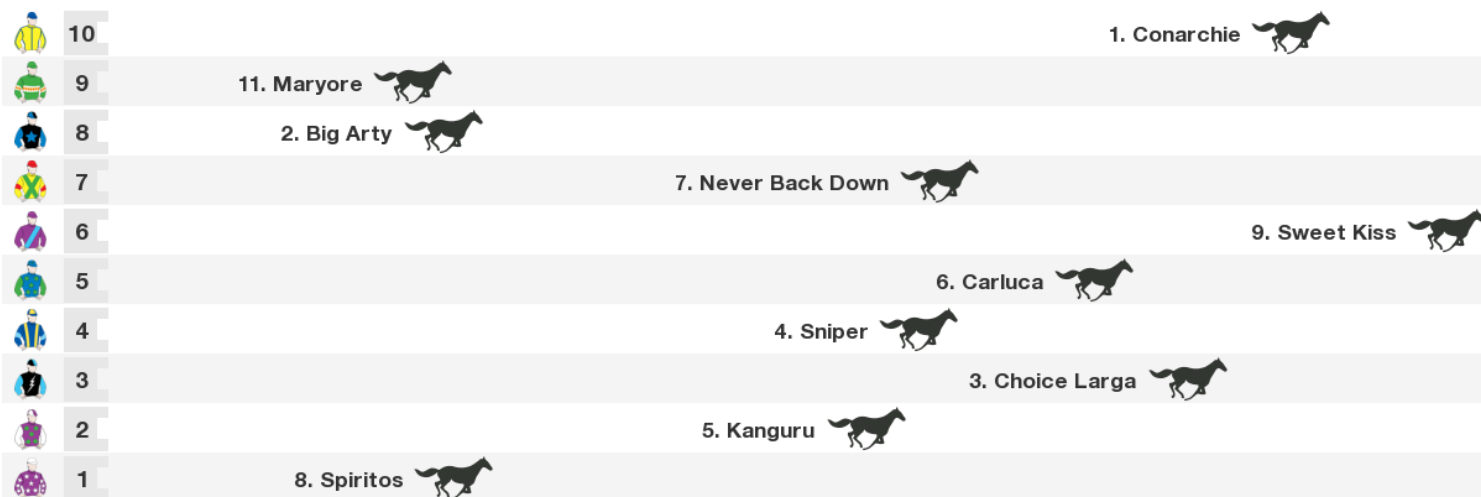 10 1. Conarchie
9 11. Maryore
8 2. Big Arty
7 7. Never Back Down
6 9. Sweet Kiss
5 6. Carluca
4 4. Sniper
3 3. Choice Larga
2 5. Kanguru
1 8. Spiritos